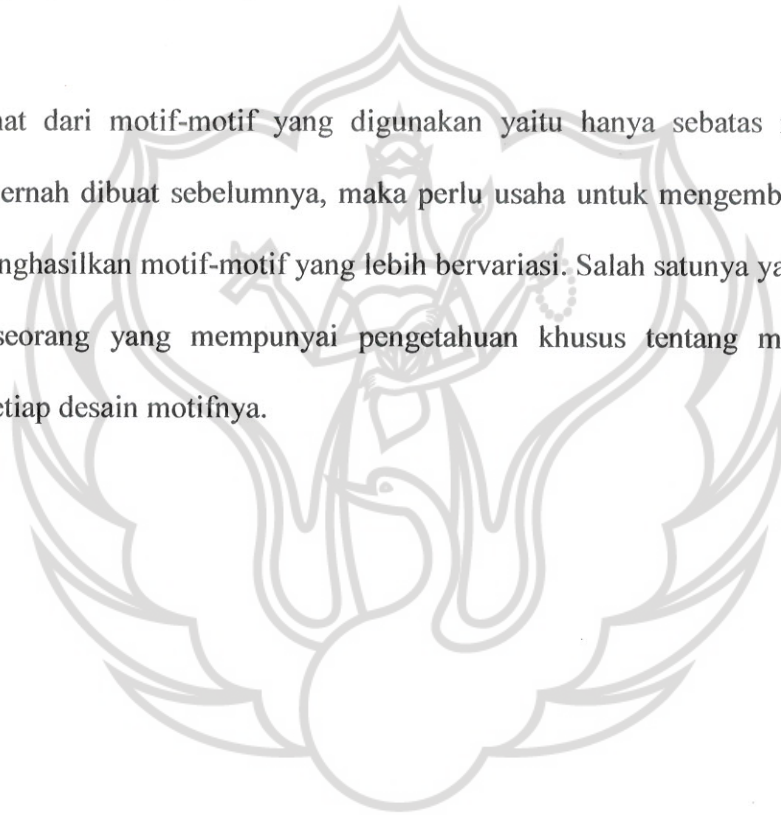 hat dari motif-motif yang digunakan yaitu hanya sebatas
ernah dibuat sebelumnya, maka perlu usaha untuk mengemb
nghasilkan motif-motif yang lebih bervariasi. Salah satunya ya
seorang yang mempunyai pengetahuan khusus tentang m
etiap desain motifnya.